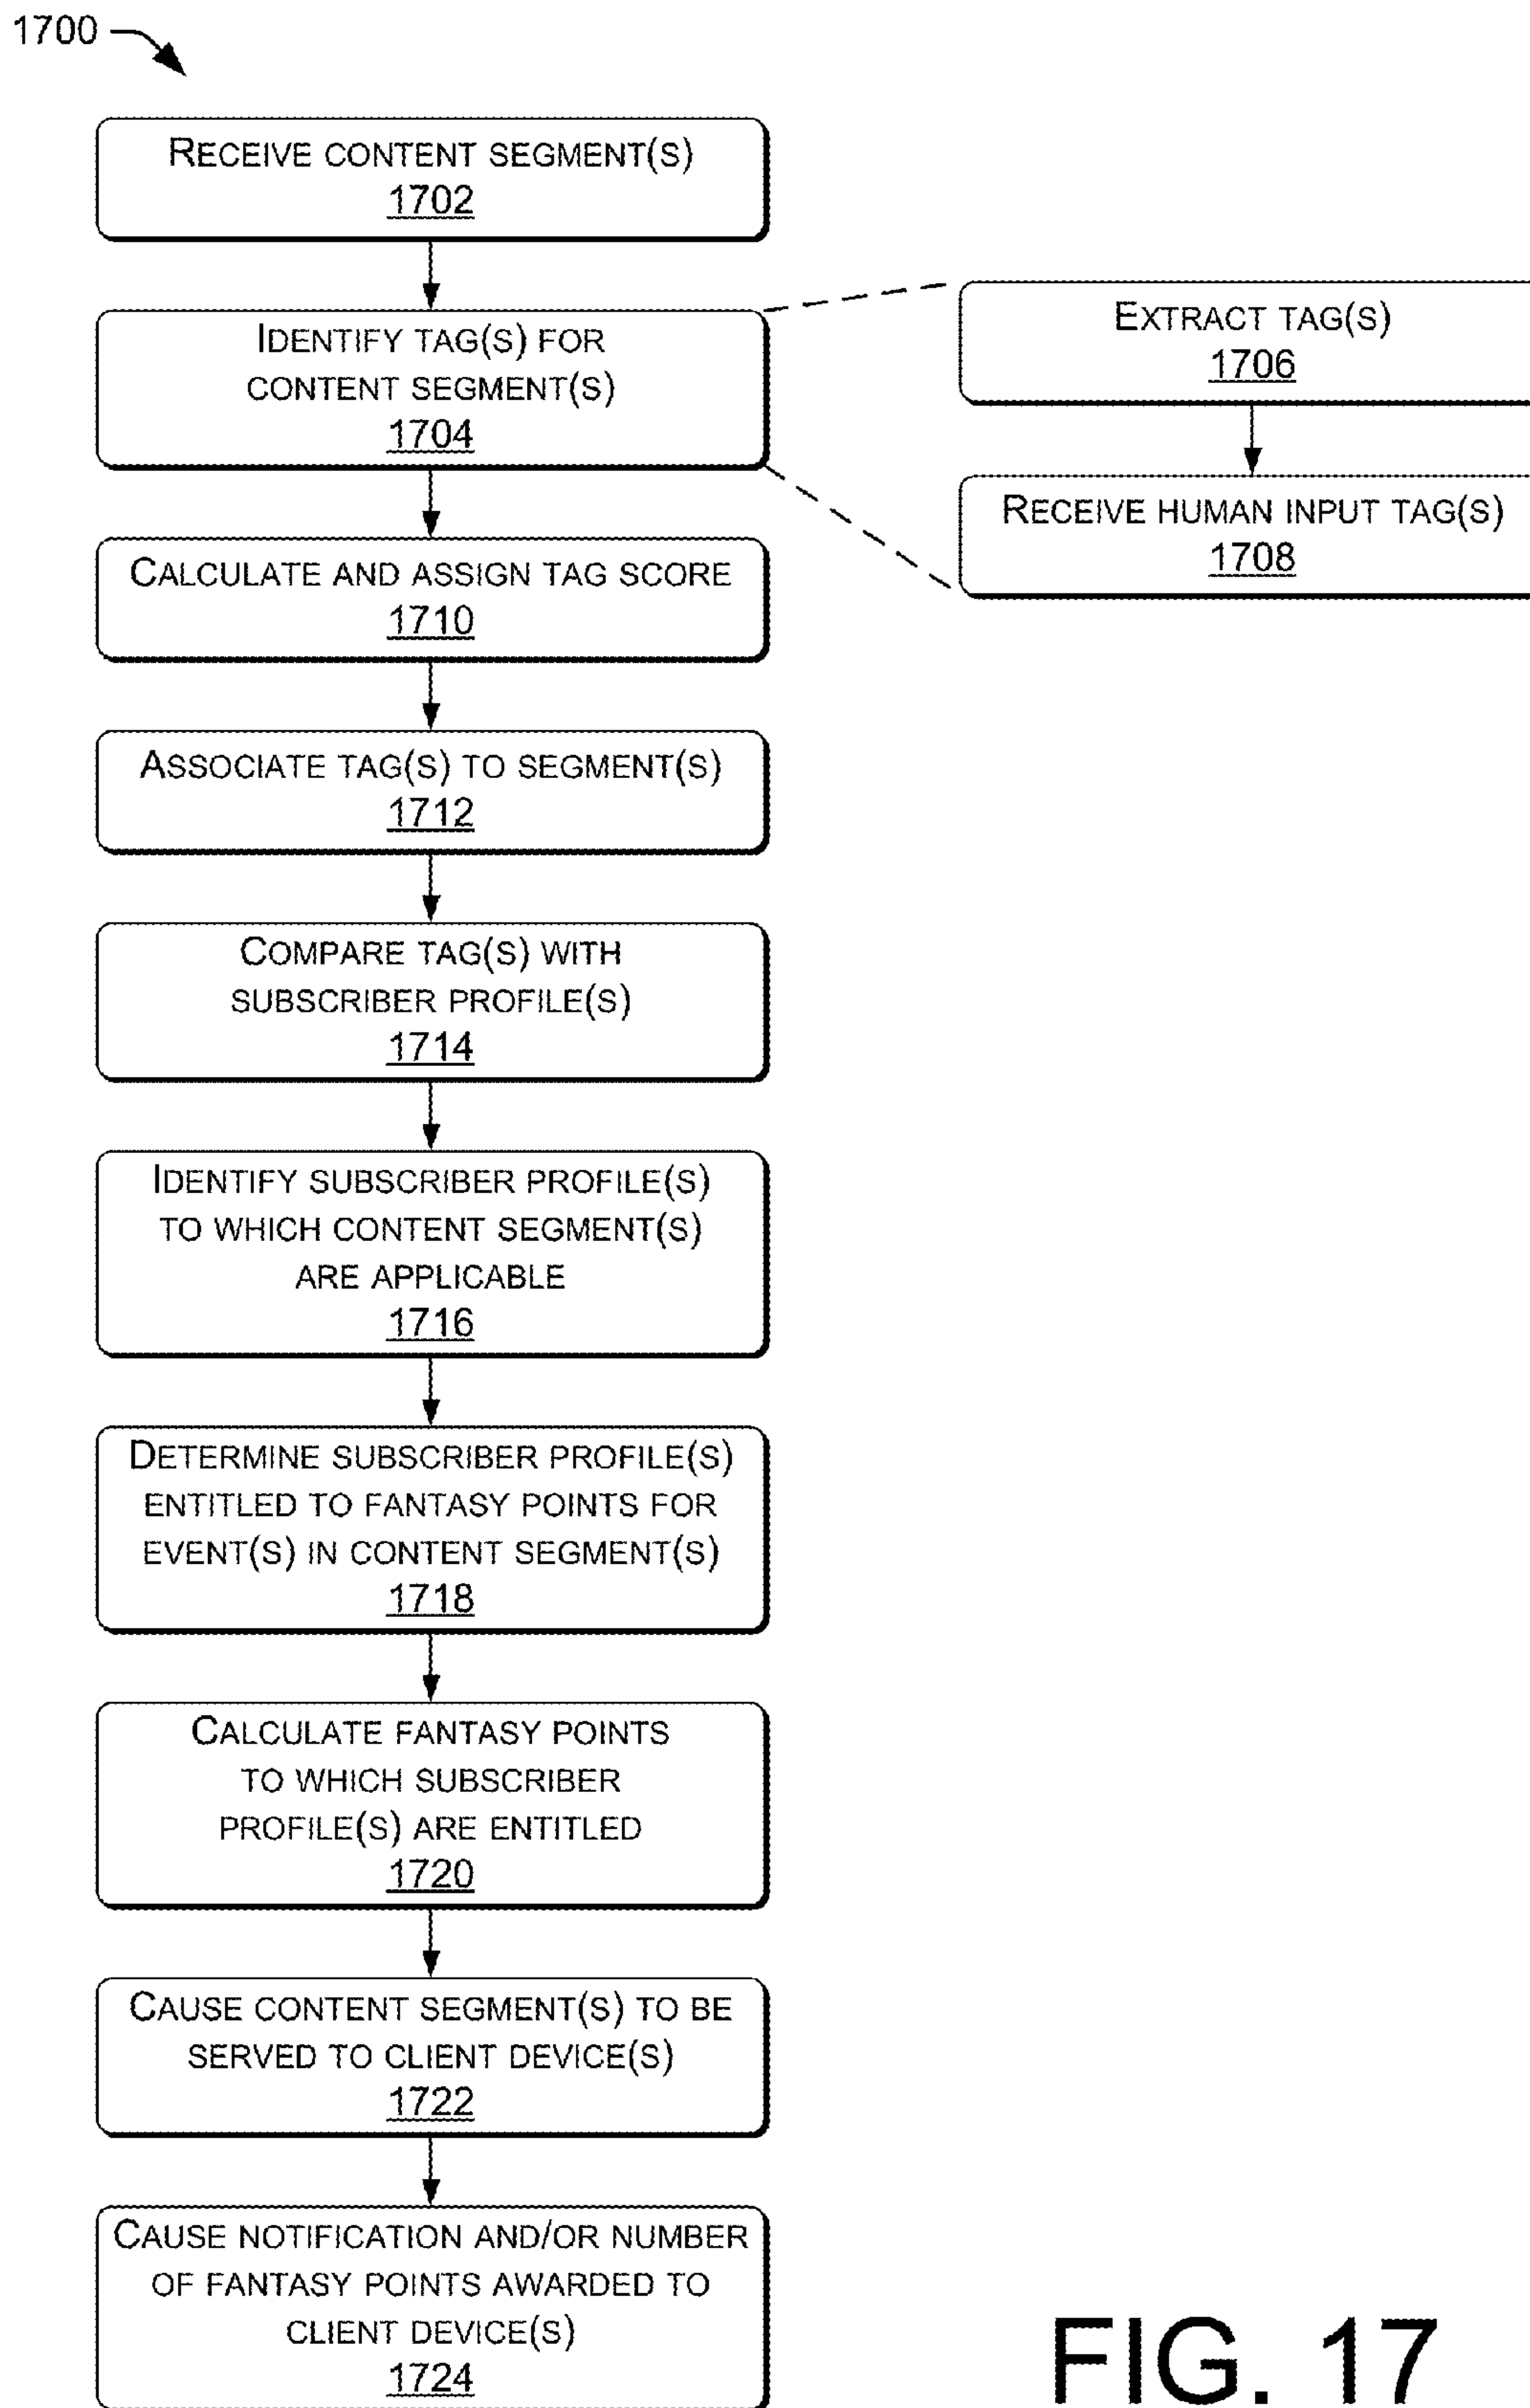 1700
RECEIVE CONTENT SEGMENT(S)
1702
IDENTIFY TAG(S) FOR
CONTENT SEGMENT(S)
1704
EXTRACT TAG(S)
1706
RECEIVE HUMAN INPUT TAG(S)
1708
CALCULATE AND ASSIGN TAG SCORE
1710
ASSOCIATE TAG(S) TO SEGMENT(S)
1712
COMPARE TAG(S) WITH
SUBSCRIBER PROFILE(S)
1714
IDENTIFY SUBSCRIBER PROFILE(S)
TO WHICH CONTENT SEGMENT(S)
ARE APPLICABLE
1716
DETERMINE SUBSCRIBER PROFILE(S)
ENTITLED TO FANTASY POINTS FOR
EVENT(S) IN CONTENT SEGMENT(S)
1718
CALCULATE FANTASY POINTS
TO WHICH SUBSCRIBER
PROFILE(S) ARE ENTITLED
1720
CAUSE CONTENT SEGMENT(S) TO BE
SERVED TO CLIENT DEVICE(S)
1722
CAUSE NOTIFICATION AND/OR NUMBER
OF FANTASY POINTS AWARDED TO
CLIENT DEVICE(S)
1724
FIG. 17